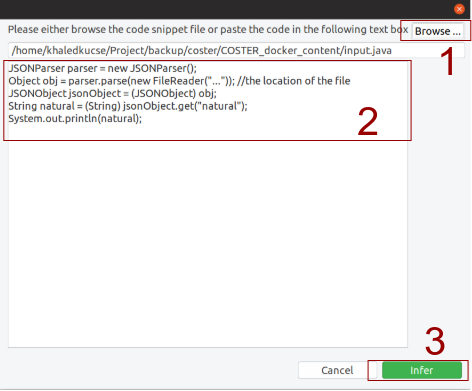 Please either browse the code snippet file or paste the code in the following text box
Browse ...
1
/home/khaledkucse/Project/backup/coster/COSTER_docker_content/input.java
JSONParser parser = new JSONParser();
Object obj = parser.parse(new FileReader("...")); //the location of the file
JSONObject jsonObject = (JSONObject) obj;
String natural = (String) jsonObject.get("natural");
System.out.println(natural);
2
3
Cancel
Infer